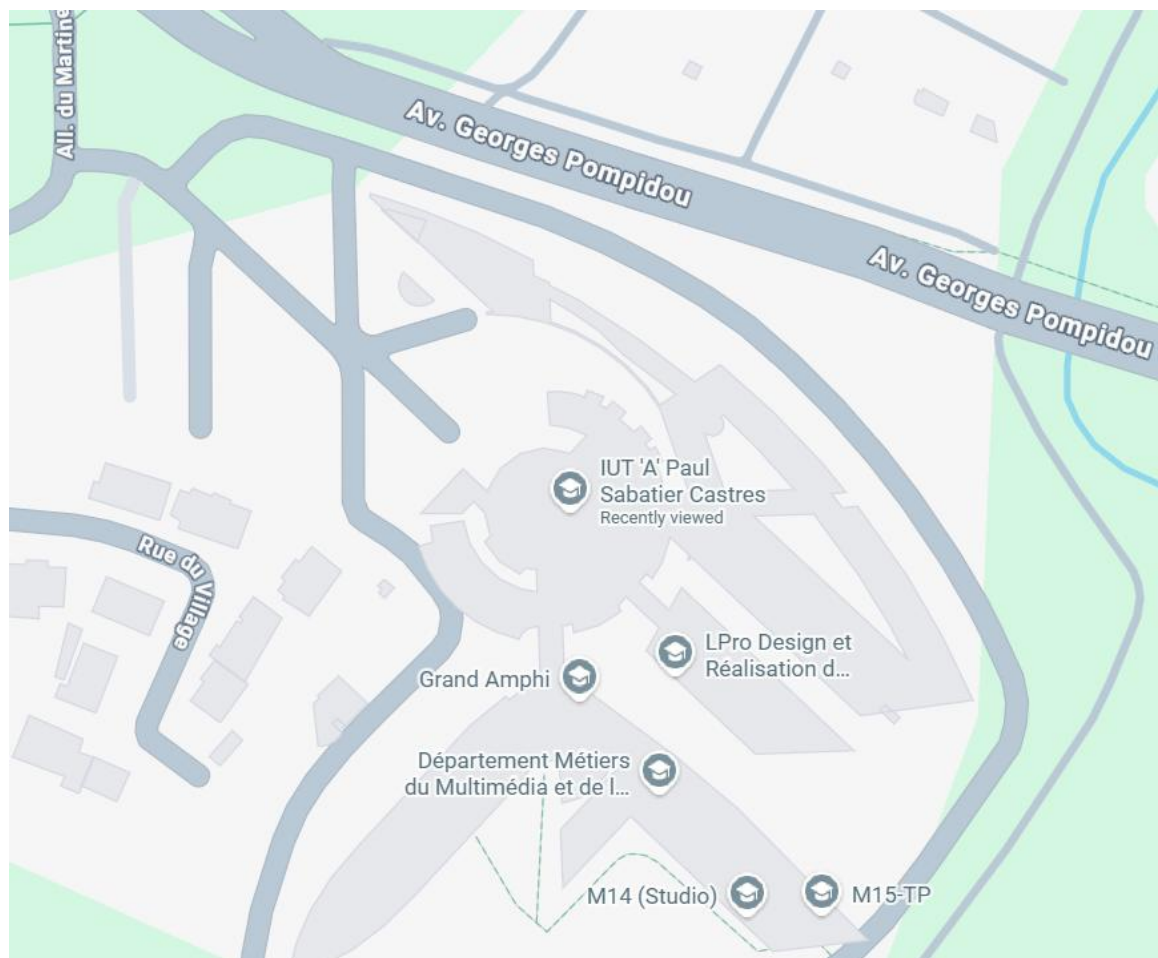 All. du Martine
Av. Georges Pompidou
Av. Georges Pompidou
IUT 'A' Paul
Sabatier Castres
Recently viewed
Rue du Village
LPro Design et
Réalisation d...
Grand Amphi
Département Métiers
du Multimédia et de l...
M14 (Studio)
M15-TP